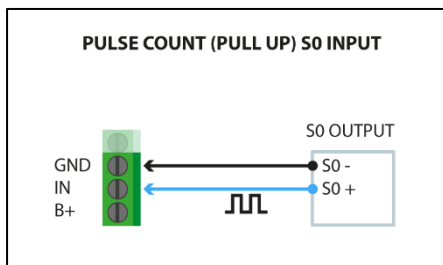 PULSE COUNT (PULL UP) S0 INPUT
S0 OUTPUT
GND
S0 -
IN
S0 +
B+